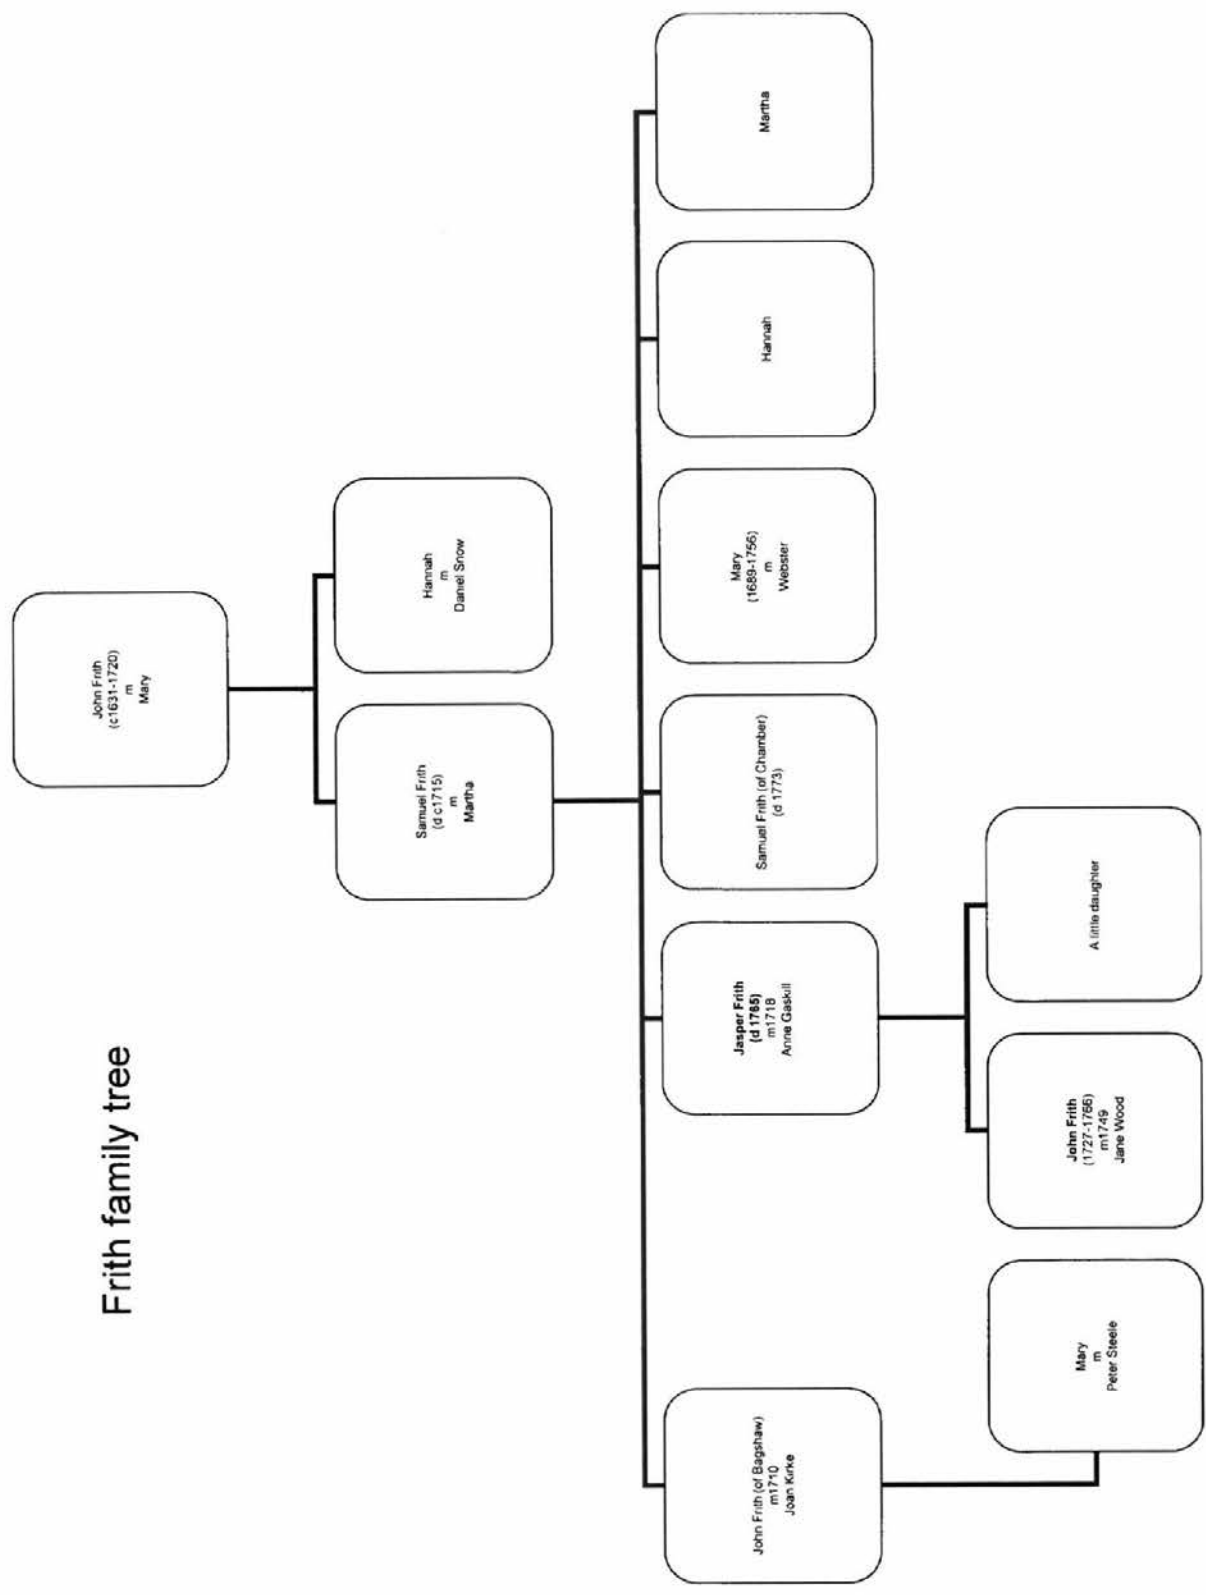 Frith family tree
John Frith
(c1631-1720)
m
Mary
Samuel Frith
(d c1715)
m
Martha
Hannah
m
Daniel Snow
John Frith (of Bagshaw)
m1710
Joan Kirke
Jasper Frith
(d 1765)
m1718
Anne Gaskill
Samuel Frith (of Chamber)
(d 1773)
Mary
(1689-1756)
m
Webster
Hannah
Martha
Mary
m
Peter Steele
John Frith
(1727-1766)
m1749
Jane Wood
A little daughter